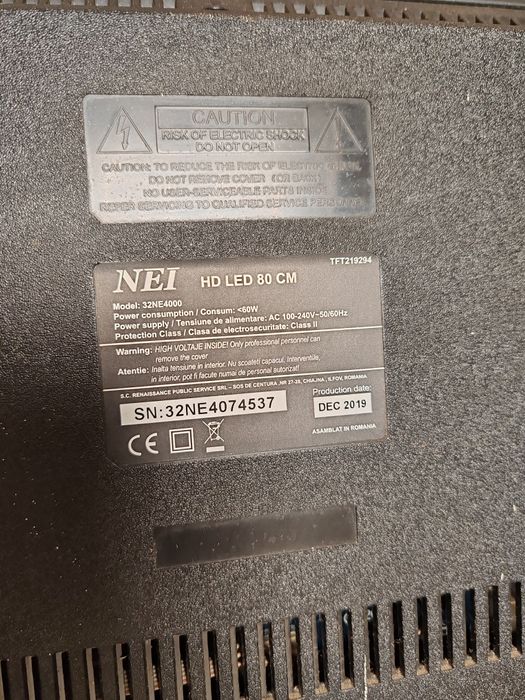 CAUTION
RISK OF ELECTRIC SHOCK
DO NOT OPEN
CAUTION: TO REDUCE THE RISK OF ELECTRIC SHOCK,
DO NOT REMOVE COVER (OR BACK)
NO USER-SERVICEABLE PARTS INSIDE
REFER SERVICING TO QUALIFIED SERVICE PERSONNEL
TFT219294
NEI HD LED 80 CM
Model: 32NE4000
Power consumption / Consum: <60W
Power supply / Tensiune de alimentare: AC 100-240V~50/60Hz
Protection Class / Clasa de electrosecuritate: Class II
Warning: HIGH VOLTAJE INSIDE! Only professional personnel can
remove the cover
Atentie: Inalta tensiune in interior. Nu scoateti capacul. Interventiile,
in interior, pot fi facute numai de personal autorizat!
S.C. RENAISSANCE PUBLIC SERVICE SRL – SOS DE CENTURA ,NR 37-39, CHIAJNA , ILFOV, ROMANIA
SN:32NE4074537
Production date:
DEC 2019
CE
ASAMBLAT IN ROMANIA